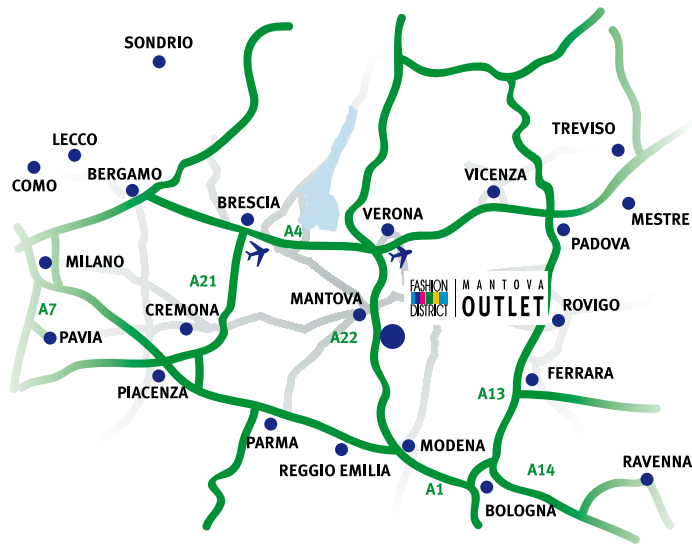 SONDRIO
LECCO
COMO
BERGAMO
TREVISO
VICENZA
BRESCIA
VERONA
MESTRE
A4
PADOVA
MILANO
A21
FASHION
DISTRICT
MANTOVA
OUTLET
A7
CREMONA
MANTOVA
ROVIGO
PAVIA
A22
PIACENZA
FERRARA
A13
PARMA
MODENA
REGGIO EMILIA
A14
RAVENNA
A1
BOLOGNA